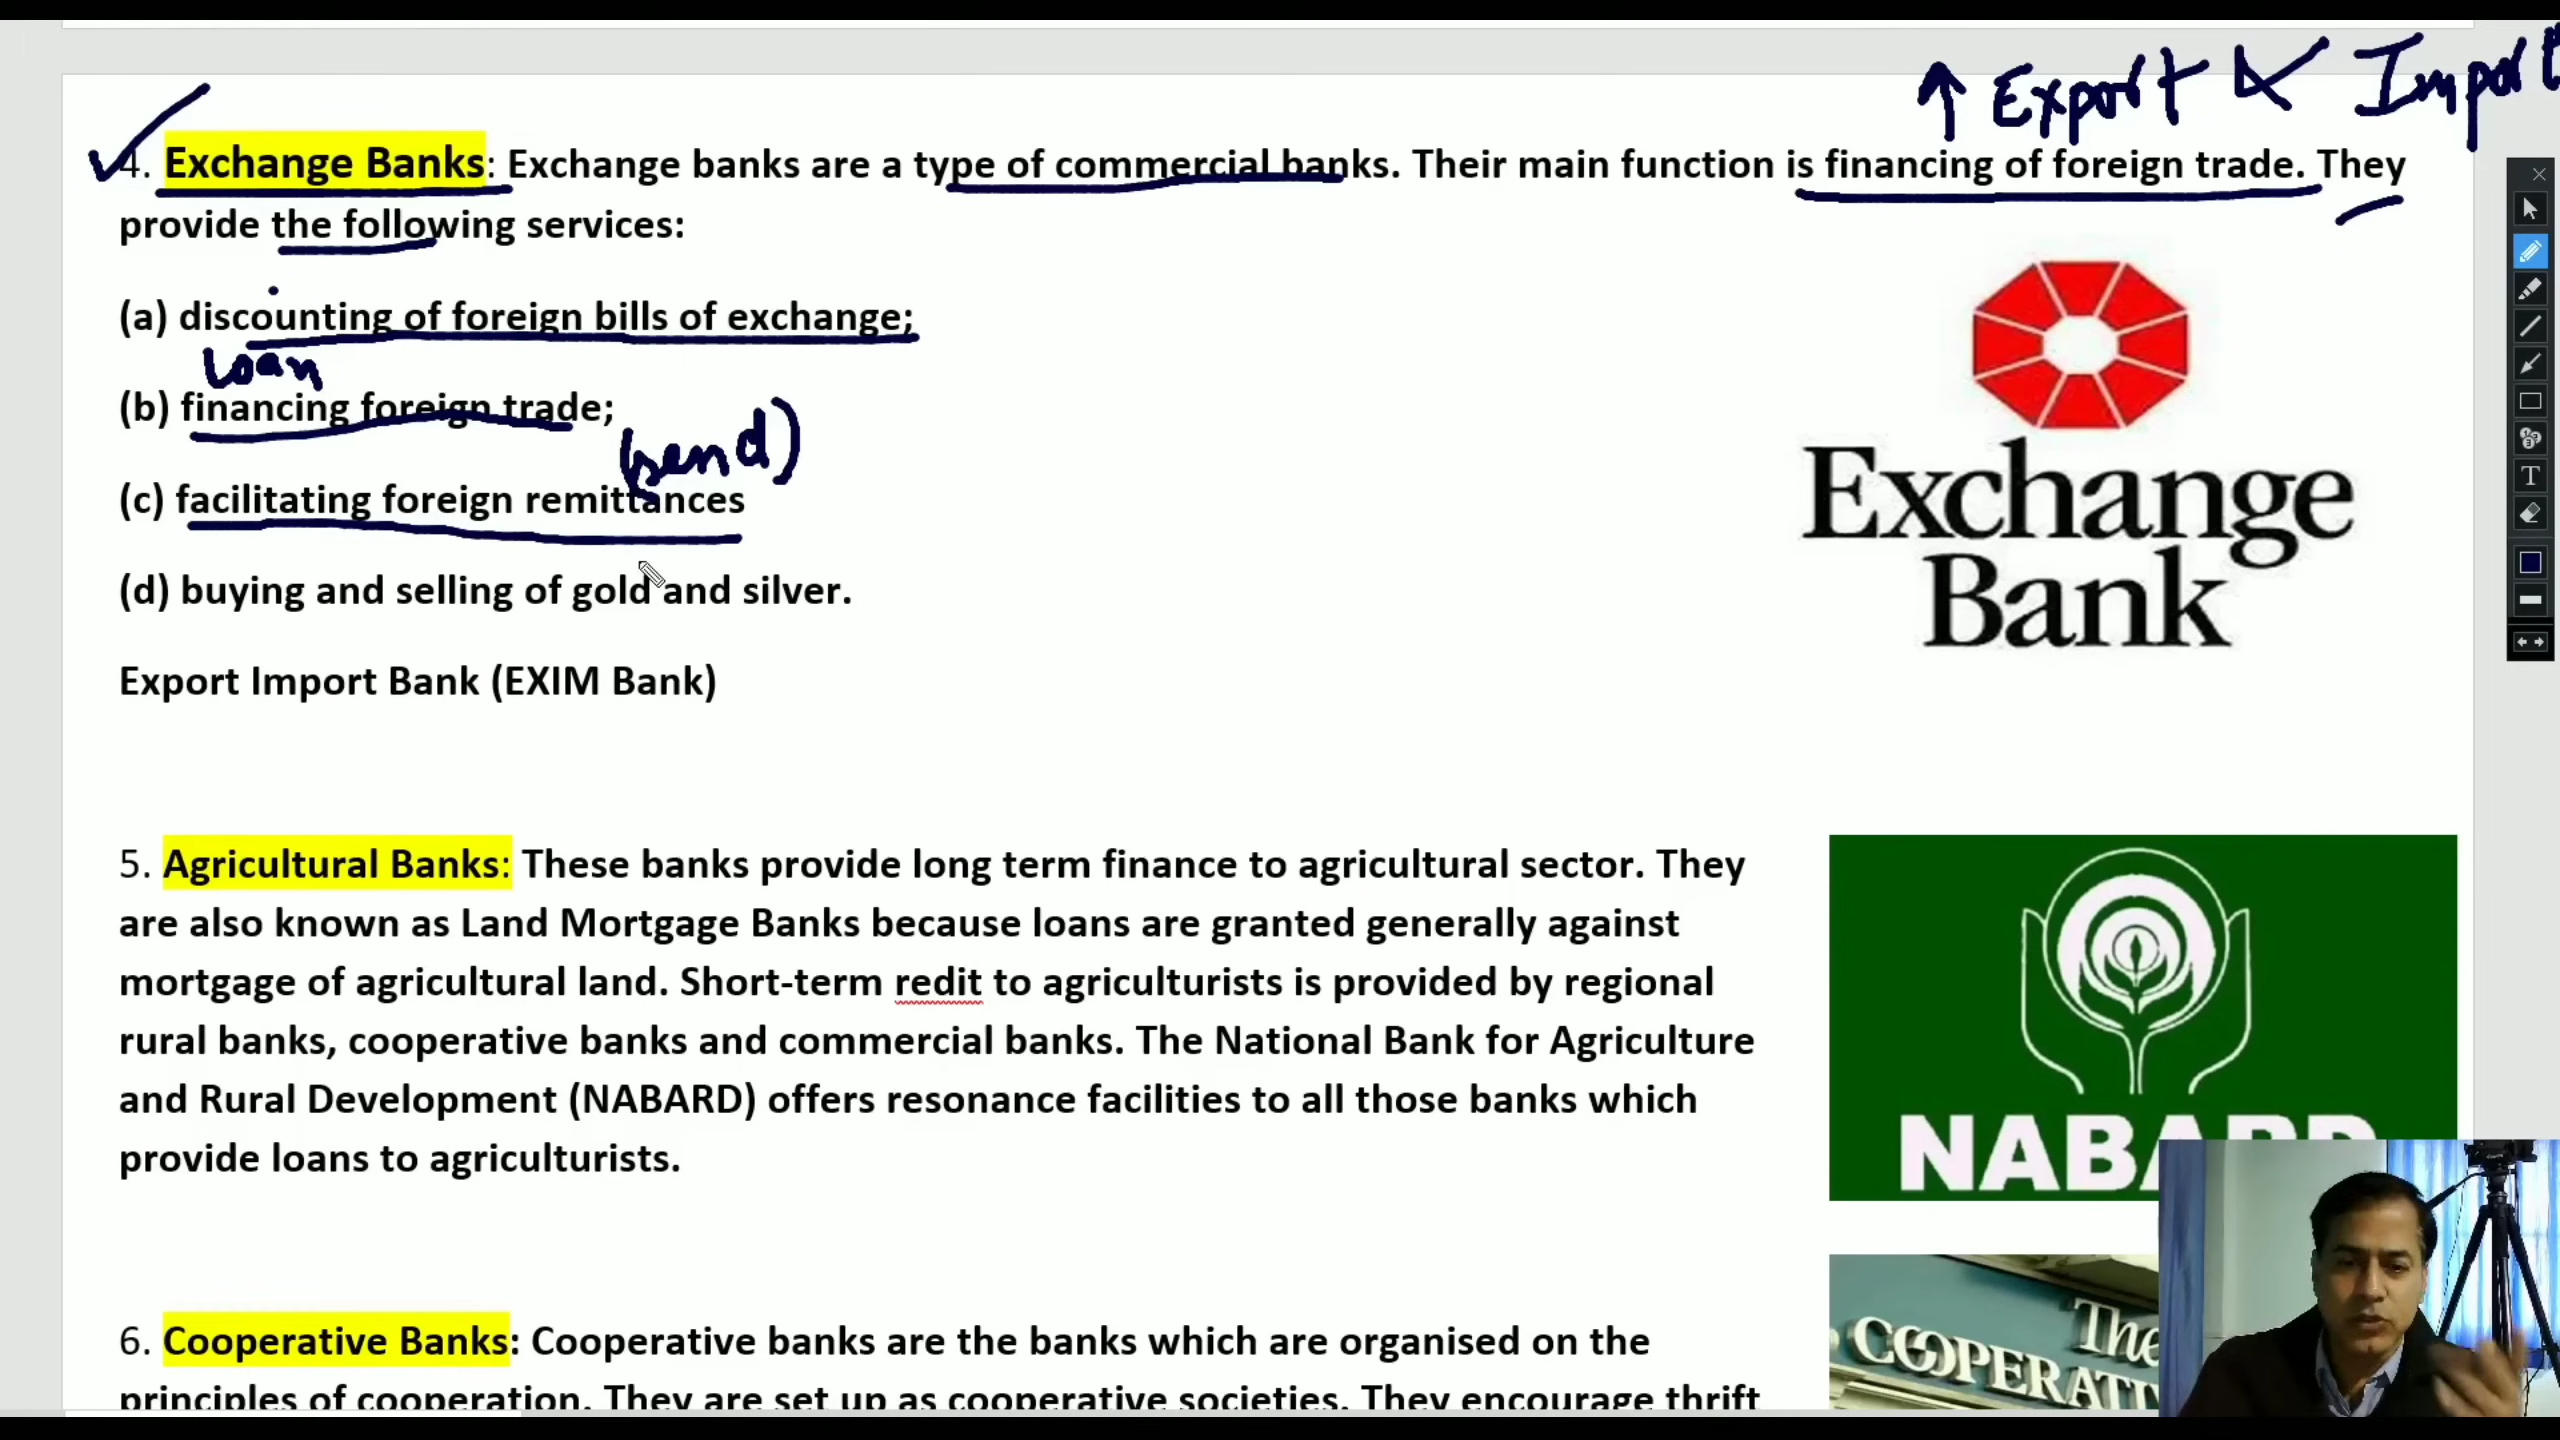 ↑ Export & Import
4. Exchange Banks: Exchange banks are a type of commercial banks. Their main function is financing of foreign trade. They
provide the following services:
(a) discounting of foreign bills of exchange;
loan
(b) financing foreign trade;
(send)
(c) facilitating foreign remittances
(d) buying and selling of gold and silver.
Export Import Bank (EXIM Bank)
Exchange
Bank
5. Agricultural Banks: These banks provide long term finance to agricultural sector. They
are also known as Land Mortgage Banks because loans are granted generally against
mortgage of agricultural land. Short-term redit to agriculturists is provided by regional
rural banks, cooperative banks and commercial banks. The National Bank for Agriculture
and Rural Development (NABARD) offers resonance facilities to all those banks which
provide loans to agriculturists.
NABARD
6. Cooperative Banks: Cooperative banks are the banks which are organised on the
principles of cooperation. They are set up as cooperative societies. They encourage thrift
The
COOPERATI